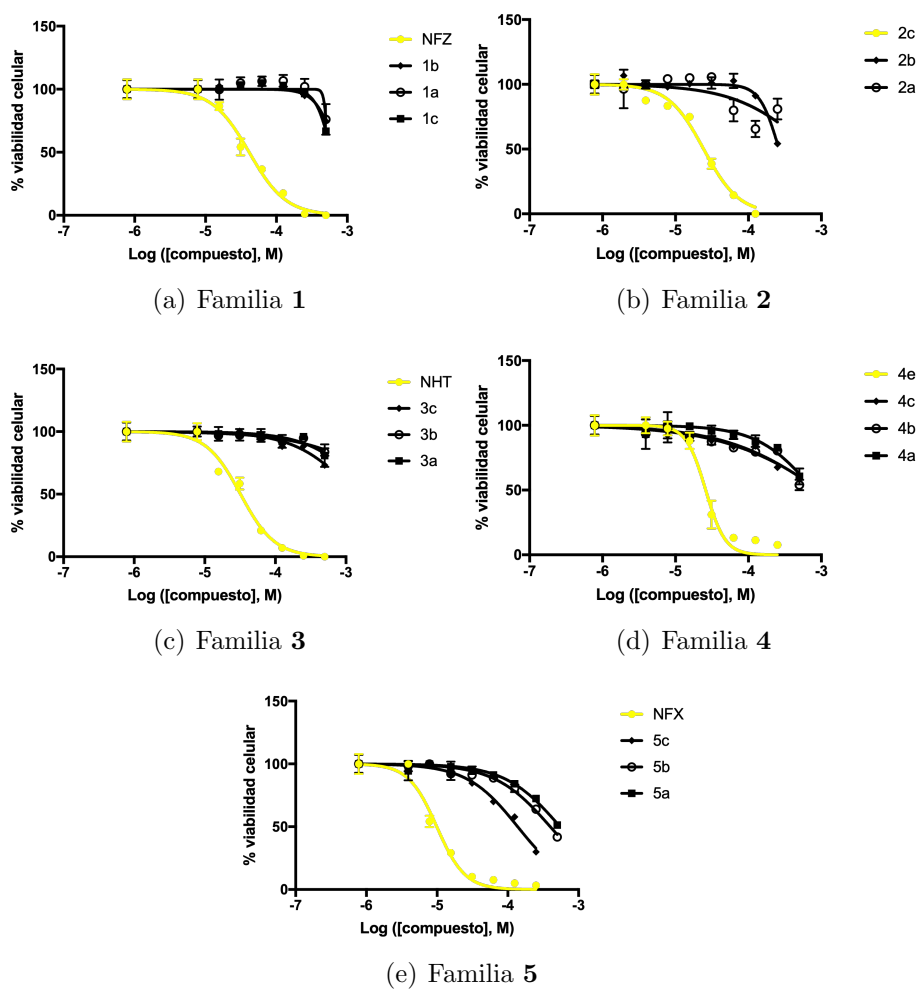 150
100
50
0
% viabilidad celular
-7 -6 -5 -4 -3
Log ([compuesto], M)
NFZ
1b
1a
1c
(a) Familia 1
150
100
50
0
% viabilidad celular
-7 -6 -5 -4 -3
Log ([compuesto], M)
2c
2b
2a
(b) Familia 2
150
100
50
0
% viabilidad celular
-7 -6 -5 -4 -3
Log ([compuesto], M)
NHT
3c
3b
3a
(c) Familia 3
150
100
50
0
% viabilidad celular
-7 -6 -5 -4 -3
Log ([compuesto], M)
4e
4c
4b
4a
(d) Familia 4
150
100
50
0
% viabilidad celular
-7 -6 -5 -4 -3
Log ([compuesto], M)
NFX
5c
5b
5a
(e) Familia 5